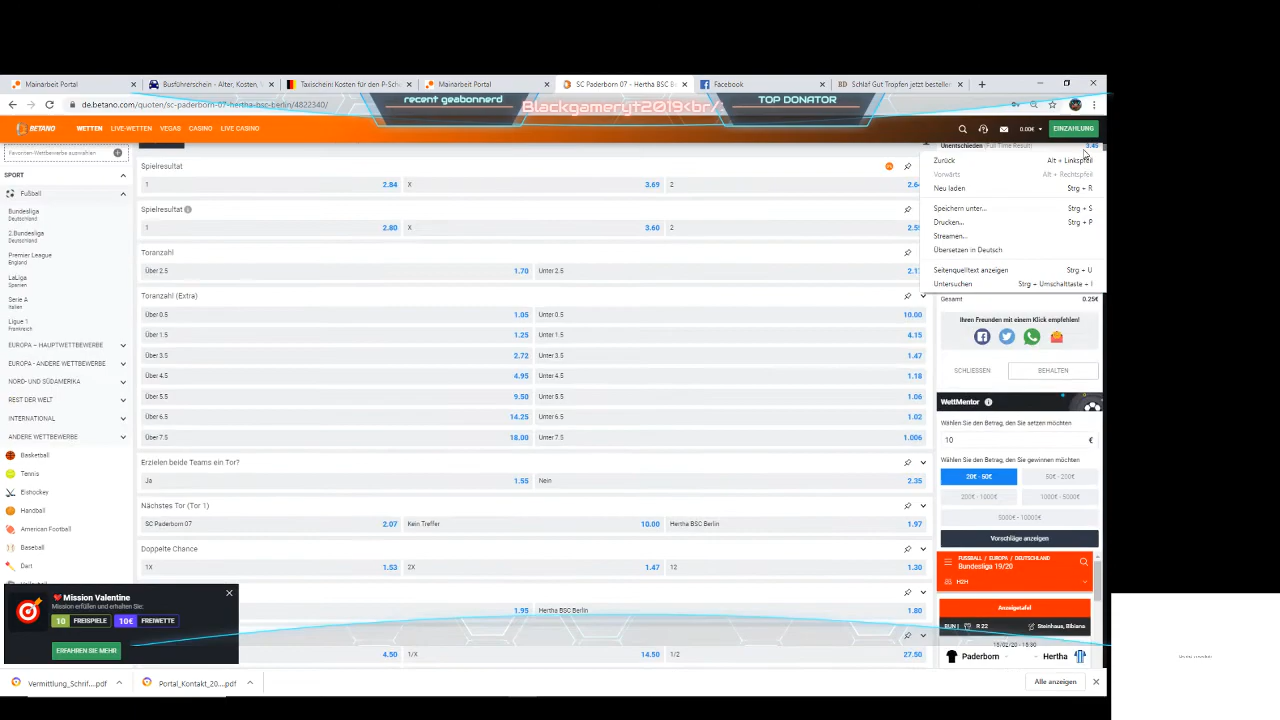 Mainarbeit Portal
Busführerschein - Alter, Kosten,
Taxischein: Kosten für den P-Sch
Mainarbeit Portal
SC Paderborn 07 - Hertha BSC Be
Facebook
Schlaf Gut Tropfen jetzt bestelle
de.betano.com/quoten/sc-paderborn-07-hertha-bsc-berlin/4822340/
recent geabonnerd
Blackgameryt2019<br/>
TOP DONATOR
BETANO WETTEN LIVE-WETTEN VEGAS CASINO LIVE CASINO 0.00€ EINZAHLUNG
Favoriten-Wettbewerbe auswählen
SPORT
Fußball
Bundesliga
Deutschland
2.Bundesliga
Deutschland
Premier League
England
LaLiga
Spanien
Serie A
Italien
Ligue 1
Frankreich
EUROPA – HAUPTWETTBEWERBE
EUROPA - ANDERE WETTBEWERBE
NORD- UND SÜDAMERIKA
REST DER WELT
INTERNATIONAL
ANDERE WETTBEWERBE
Basketball
Tennis
Eishockey
Handball
American Football
Baseball
Dart
Spielresultat
1 2.84 X 3.69 2 2.64
Spielresultat
1 2.80 X 3.60 2
Toranzahl
Über 2.5 1.70 Unter 2.5
Toranzahl (Extra)
Über 0.5 1.05 Unter 0.5 10.00
Über 1.5 1.25 Unter 1.5 4.15
Über 3.5 2.72 Unter 3.5 1.47
Über 4.5 4.95 Unter 4.5 1.18
Über 5.5 9.50 Unter 5.5 1.06
Über 6.5 14.25 Unter 6.5 1.02
Über 7.5 18.00 Unter 7.5 1.006
Erzielen beide Teams ein Tor?
Ja 1.55 Nein 2.35
Nächstes Tor (Tor 1)
SC Paderborn 07 2.07 Kein Treffer 10.00 Hertha BSC Berlin 1.97
Doppelte Chance
1X 1.53 2X 1.47 12 1.30
1.95 Hertha BSC Berlin 1.80
4.50 1/X 14.50 1/2 27.50
Unentschieden (Full Time Result) 3.45
Zurück Alt + Linkspfeil
Vorwärts Alt + Rechtspfeil
Neu laden Strg + R
Speichern unter... Strg + S
Drucken... Strg + P
Streamen...
Übersetzen in Deutsch
Seitenquelltext anzeigen Strg + U
Untersuchen Strg + Umschalttaste + I
Gesamt 0.25€
Ihren Freunden mit einem Klick empfehlen!
SCHLIESSEN BEHALTEN
WettMentor
Wählen Sie den Betrag, den Sie setzen möchten
10 €
Wählen Sie den Betrag, den Sie gewinnen möchten
20€ - 50€ 50€ - 200€
200€ - 1000€ 1000€ - 5000€
5000€ - 10000€
Vorschläge anzeigen
FUSSBALL / EUROPA / DEUTSCHLAND
Bundesliga 19/20
H2H
Anzeigetafel
BUN I R 22 Steinhaus, Bibiana
15/02/20 - 15:30
Paderborn - Hertha
Mission Valentine
Mission erfüllen und erhalten Sie:
10 FREISPIELE 10€ FREIWETTE
ERFAHREN SIE MEHR
Vermittlung_Schrif....pdf
Portal_Kontakt_20....pdf
Alle anzeigen